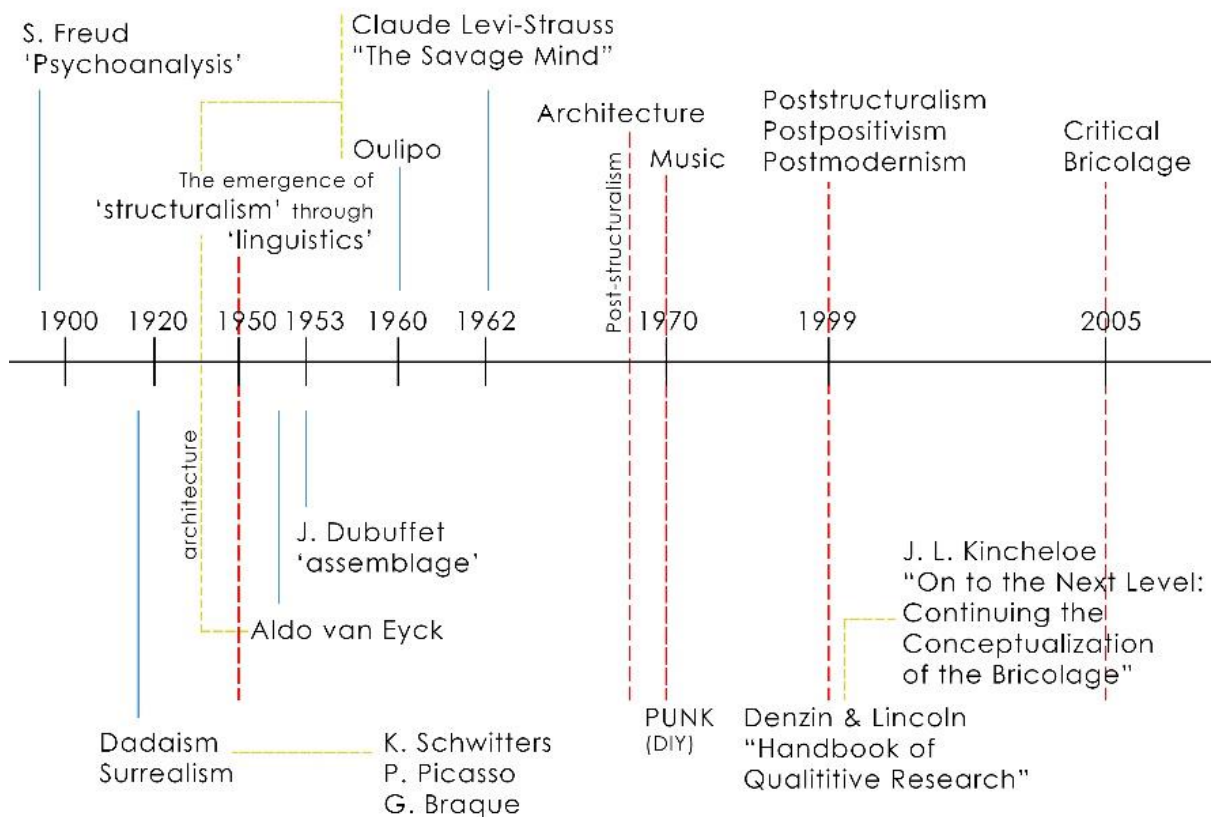 S. Freud
'Psychoanalysis'
Claude Levi-Strauss
“The Savage Mind”
Oulipo
The emergence of
'structuralism' through
'linguistics'
Architecture
Post-structuralism
Music
Poststructuralism
Postpositivism
Postmodernism
Critical
Bricolage
1900
1920
1950
1953
1960
1962
1970
1999
2005
architecture
J. Dubuffet
'assemblage'
Aldo van Eyck
Dadaism
Surrealism
K. Schwitters
P. Picasso
G. Braque
PUNK
(DIY)
J. L. Kincheloe
“On to the Next Level:
Continuing the
Conceptualization
of the Bricolage”
Denzin & Lincoln
“Handbook of
Qualititive Research”